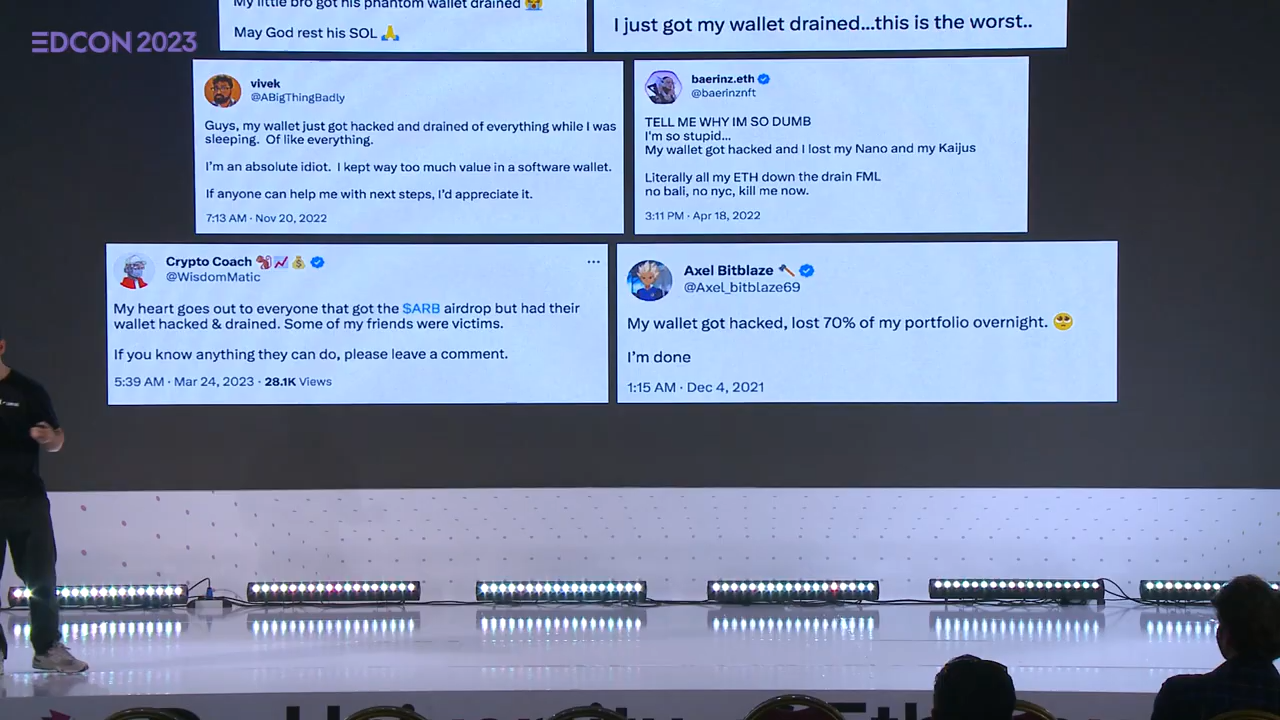 EDCON 2023
My little bro got his phantom wallet drained 😭
May God rest his SOL 🙏
I just got my wallet drained...this is the worst..
vivek
@ABigThingBadly
Guys, my wallet just got hacked and drained of everything while I was
sleeping. Of like everything.
I'm an absolute idiot. I kept way too much value in a software wallet.
If anyone can help me with next steps, I'd appreciate it.
7:13 AM · Nov 20, 2022
baerinz.eth
@baerinznft
TELL ME WHY IM SO DUMB
I'm so stupid...
My wallet got hacked and I lost my Nano and my Kaijus
Literally all my ETH down the drain FML
no bali, no nyc, kill me now.
3:11 PM · Apr 18, 2022
Crypto Coach 🐿️📈💰
@WisdomMatic
...
My heart goes out to everyone that got the $ARB airdrop but had their
wallet hacked & drained. Some of my friends were victims.
If you know anything they can do, please leave a comment.
5:39 AM · Mar 24, 2023 · 28.1K Views
Axel Bitblaze 🪓
@Axel_bitblaze69
My wallet got hacked, lost 70% of my portfolio overnight. 🥺
I'm done
1:15 AM · Dec 4, 2021